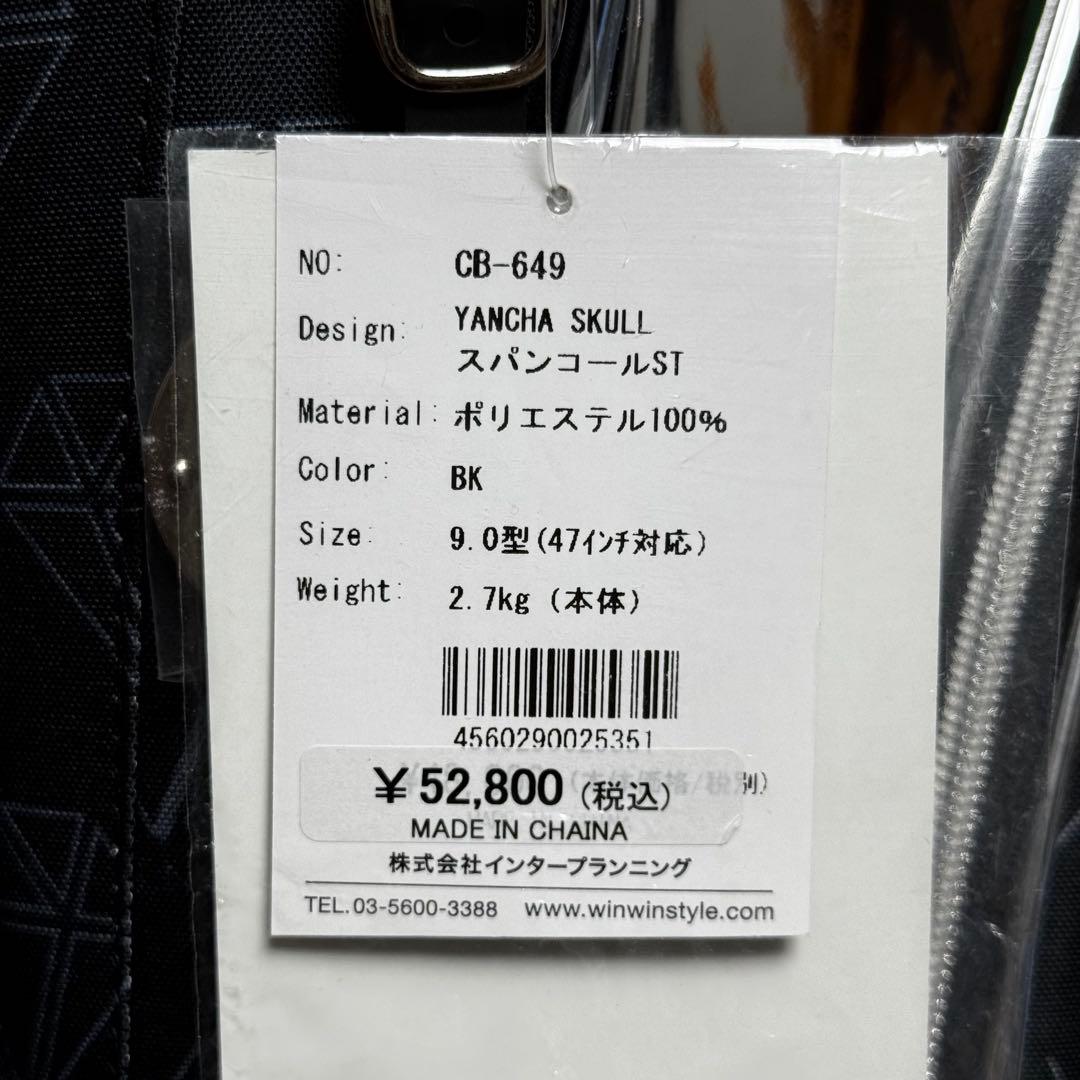 NO: CB-649
Design: YANCHA SKULL
スパンコールST
Material: ポリエステル100%
Color: BK
Size: 9.0型(47インチ対応)
Weight: 2.7kg (本体)
4560290025351
￥52,800 (税込)
別)
MADE IN CHAINA
株式会社インタープランニング
TEL.03-5600-3388 www.winwinstyle.com